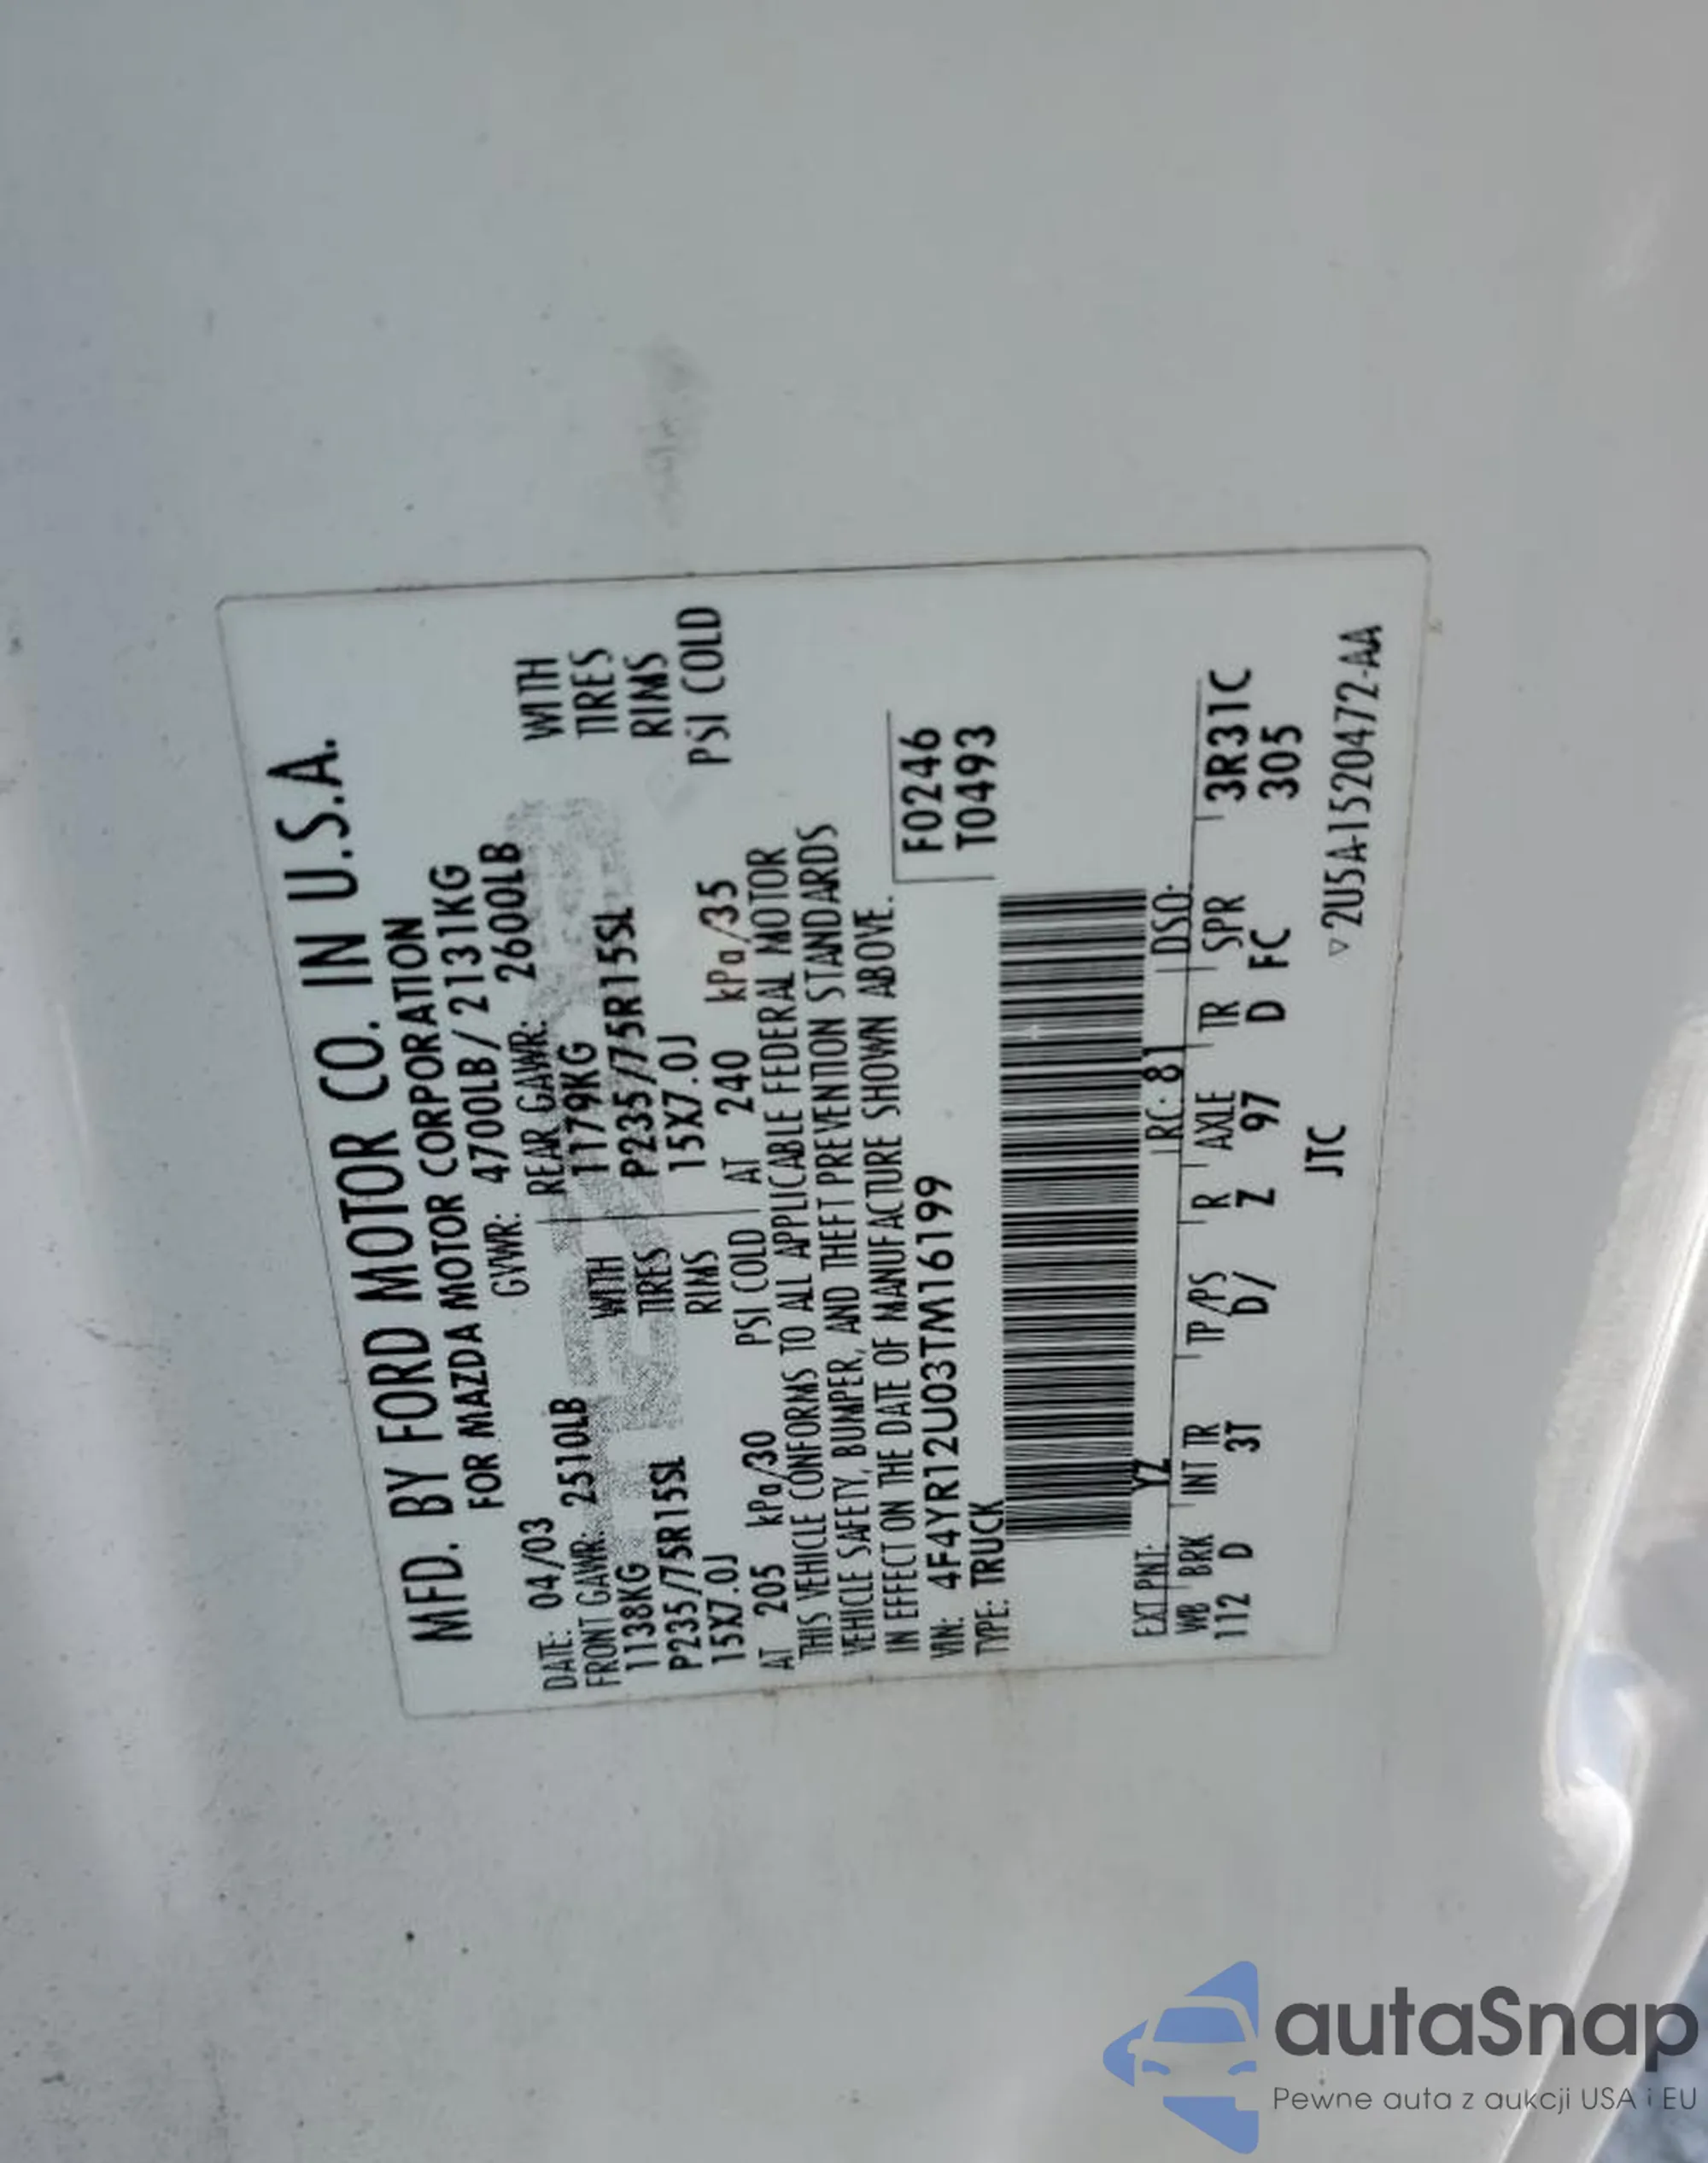 MFD. BY FORD MOTOR CO. IN U.S.A.
FOR MAZDA MOTOR CORPORATION
DATE: 04/03 GVWR: 4700LB/2131KG
FRONT GAWR: 2510LB REAR GAWR: 2600LB
1138KG WITH 1179KG WITH
P235/75R15SL TIRES P235/75R15SL TIRES
15X7.0J RIMS 15X7.0J RIMS
AT 205 kPa/30 PSI COLD AT 240 kPa/35 PSI COLD
THIS VEHICLE CONFORMS TO ALL APPLICABLE FEDERAL MOTOR
VEHICLE SAFETY, BUMPER, AND THEFT PREVENTION STANDARDS
IN EFFECT ON THE DATE OF MANUFACTURE SHOWN ABOVE.
VIN: 4F4YR12U03TM16199 F0246
TYPE: TRUCK T0493
EXT PNT: YZ RC: 81 DSO:
WB BRK INT TR TP/PS R AXLE TR SPR 3R31C
112 D 3T D/ Z 97 D FC 305
JTC
▽2U5A-1520472-AA
autaSnap
Pewne auta z aukcji USA i EU